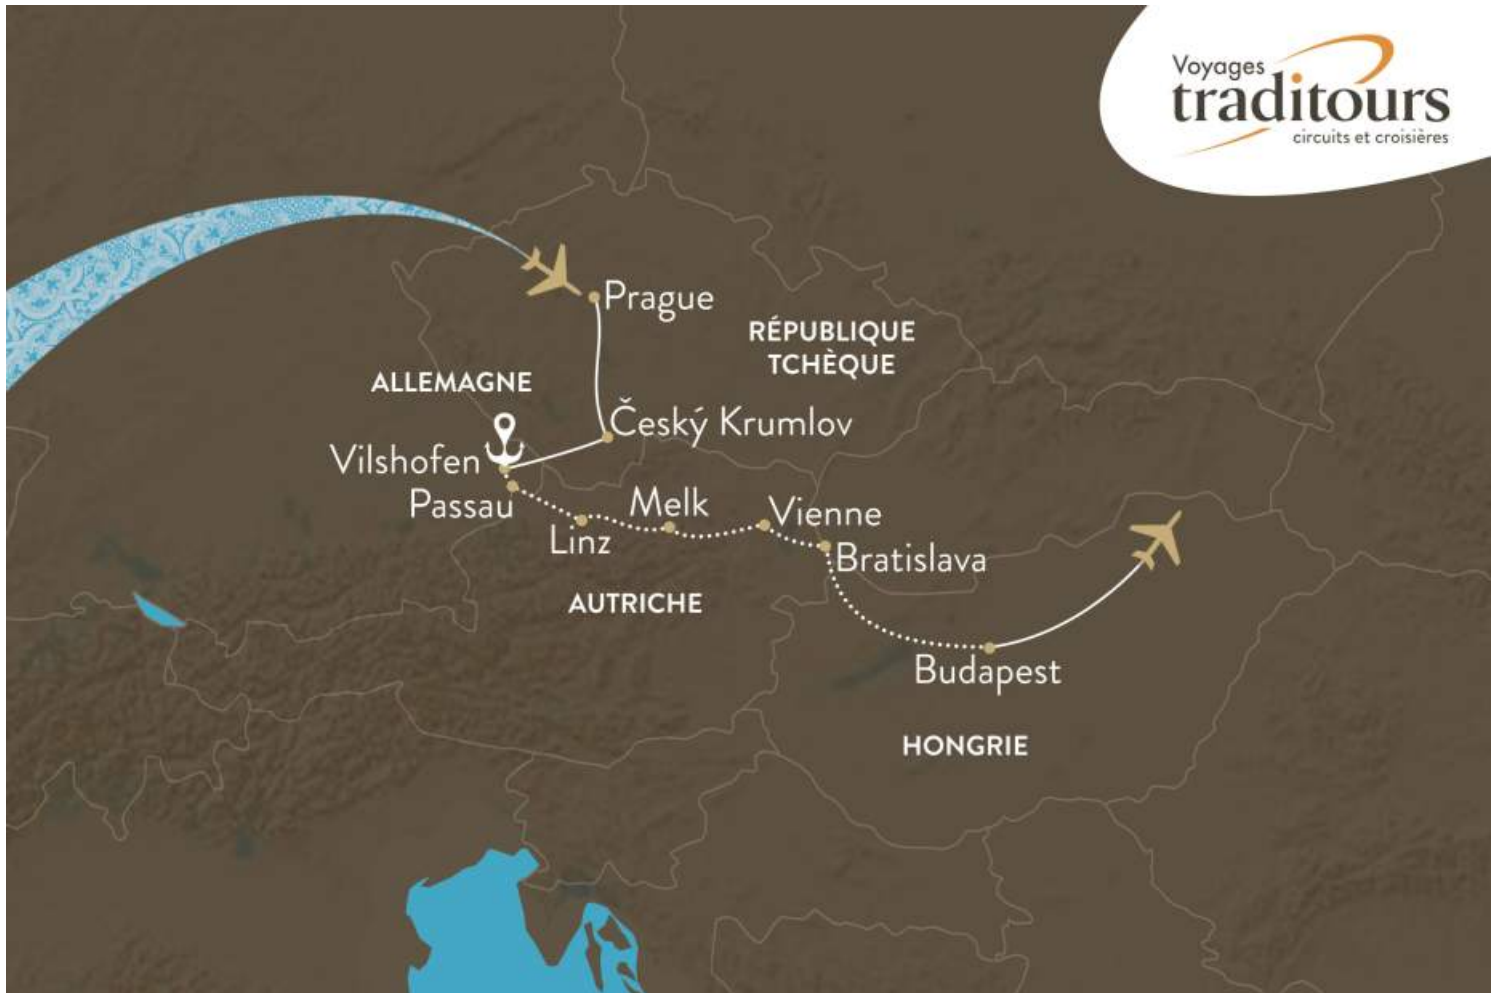 Voyages
traditours
circuits et croisières
Prague
RÉPUBLIQUE
TCHÈQUE
ALLEMAGNE
Český Krumlov
Vilshofen
Passau
Melk
Vienne
Linz
Bratislava
AUTRICHE
Budapest
HONGRIE